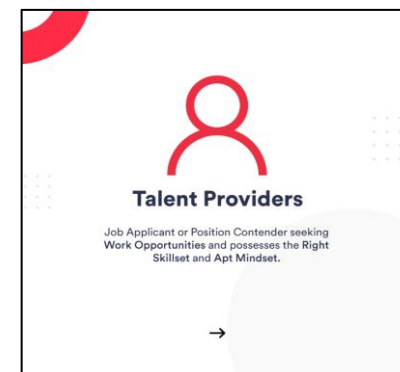 Talent Providers
Job Applicant or Position Contender seeking
Work Opportunities and possesses the Right
Skillset and Apt Mindset.